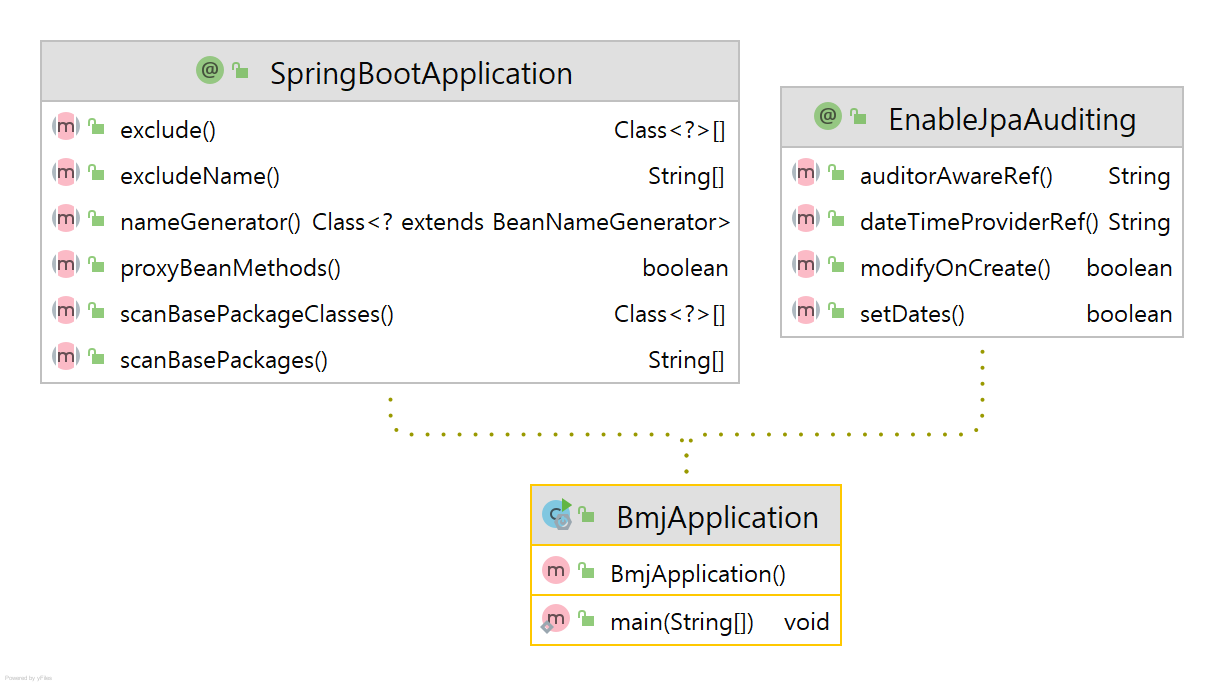 SpringBootApplication
exclude() Class<?>[]
excludeName() String[]
nameGenerator() Class<? extends BeanNameGenerator>
proxyBeanMethods() boolean
scanBasePackageClasses() Class<?>[]
scanBasePackages() String[]
EnableJpaAuditing
auditorAwareRef() String
dateTimeProviderRef() String
modifyOnCreate() boolean
setDates() boolean
BmjApplication
BmjApplication()
main(String[]) void
Powered by yFiles